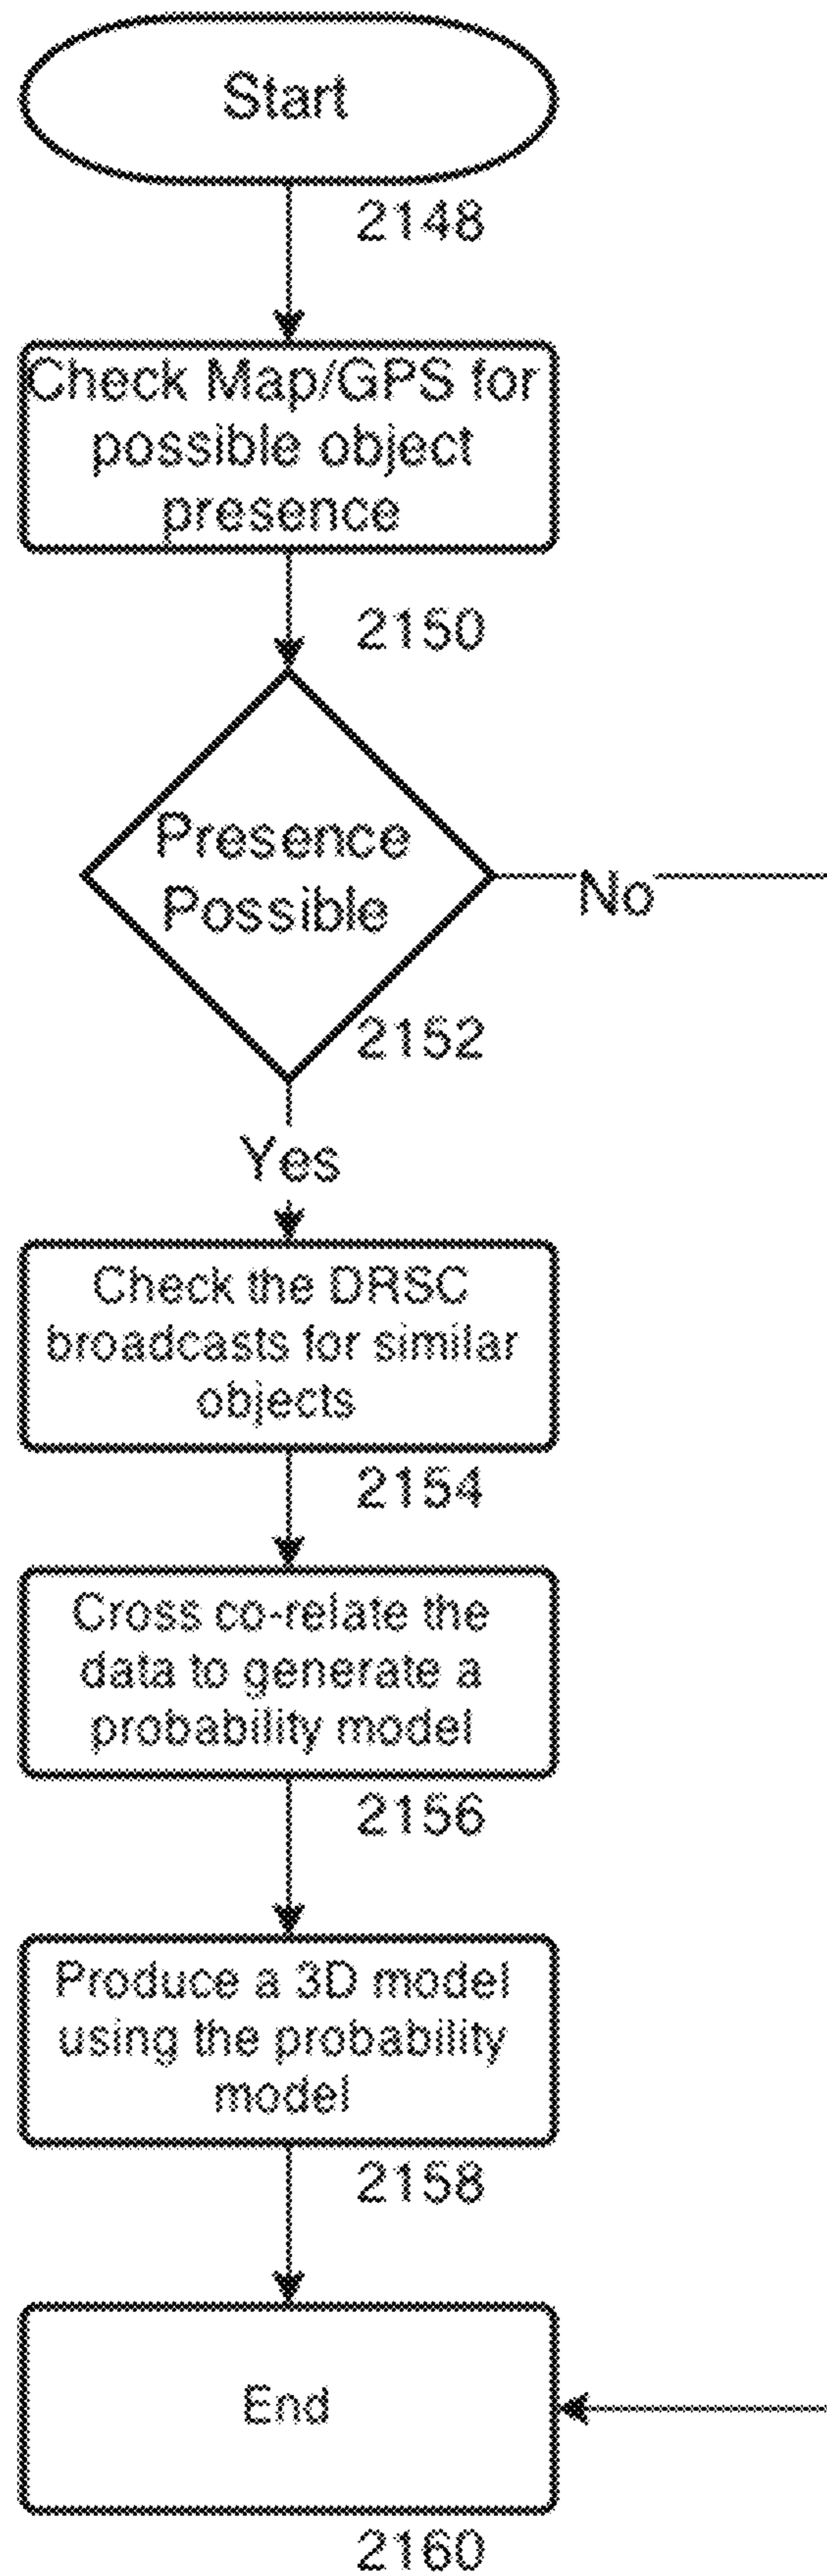 Start
2148
Check Map/GPS for
possible object
presence
2150
Presence
Possible
No
2152
Yes
Check the DRSC
broadcasts for similar
objects
2154
Cross co-relate the
data to generate a
probability model
2156
Produce a 3D model
using the probability
model
2158
End
2160